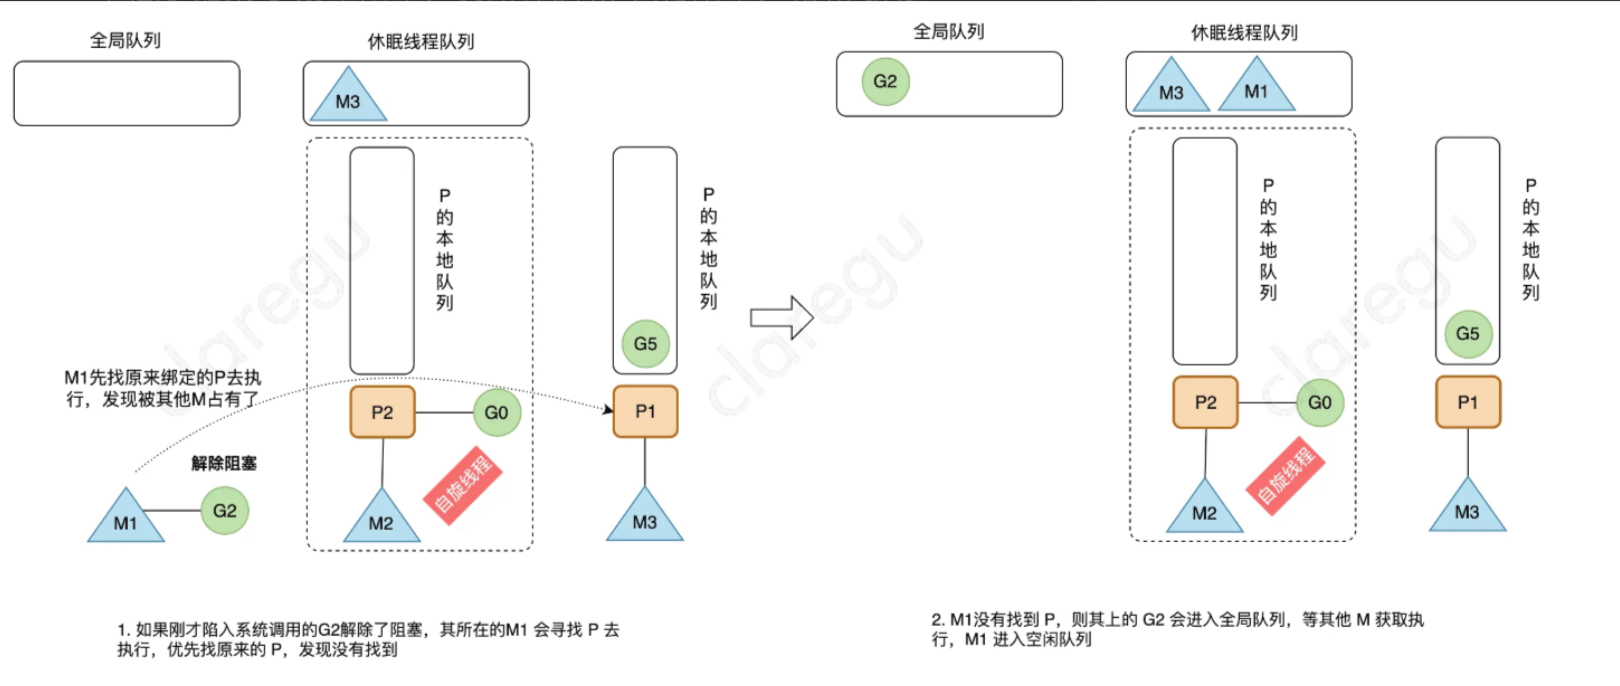 全局队列
休眠线程队列
M3
P的本地队列
P的本地队列
G5
M1先找原来绑定的P去执
行，发现被其他M占有了
P2
G0
P1
解除阻塞
自旋线程
M1
G2
M2
M3
1. 如果刚才陷入系统调用的G2解除了阻塞，其所在的M1 会寻找 P 去
执行，优先找原来的 P，发现没有找到
全局队列
休眠线程队列
G2
M3
M1
P的本地队列
P的本地队列
G5
P2
G0
P1
自旋线程
M2
M3
2. M1没有找到 P，则其上的 G2 会进入全局队列，等其他 M 获取执
行，M1 进入空闲队列
claregu
claregu
claregu